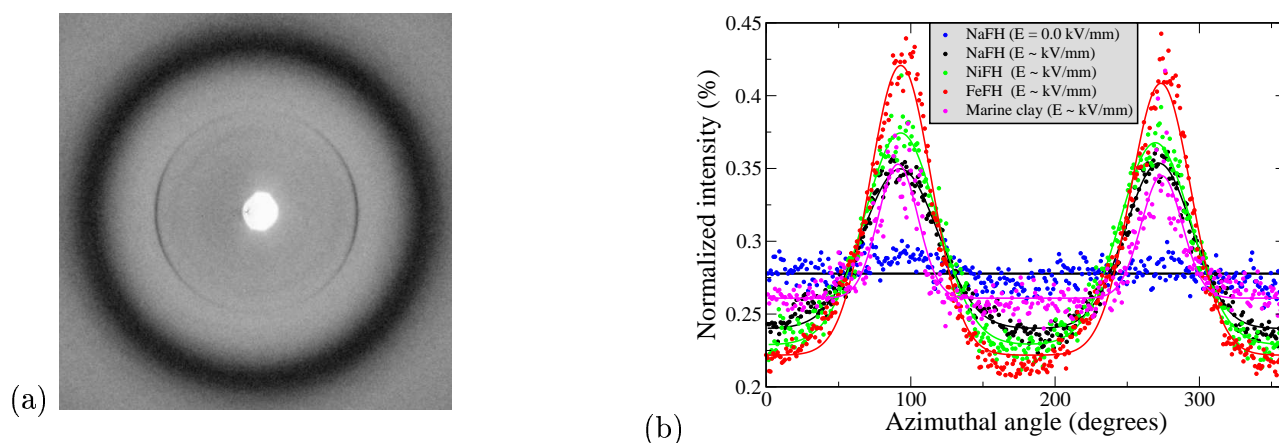 (a)
(b)
0.45
0.4
0.35
0.3
0.25
0.2
Normalized intensity (%)
NaFH (E = 0.0 kV/mm)
NaFH (E ~ kV/mm)
NiFH (E ~ kV/mm)
FeFH (E ~ kV/mm)
Marine clay (E ~ kV/mm)
0 100 200 300
Azimuthal angle (degrees)